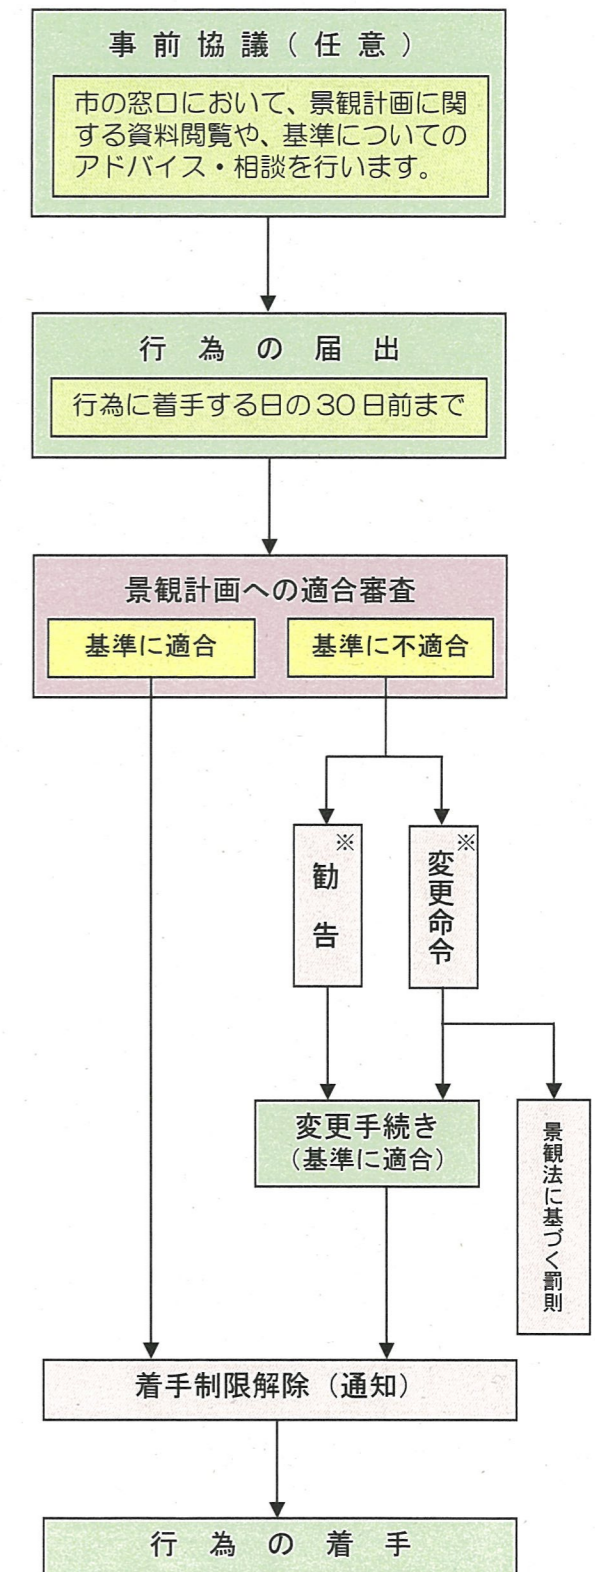 事前協議(任意)
市の窓口において、景観計画に関
する資料閲覧や、基準についての
アドバイス・相談を行います。
行為の届出
行為に着手する日の30日前まで
景観計画への適合審査
基準に適合
基準に不適合
※
勧告
※
変更命令
変更手続き
(基準に適合)
景観法に基づく罰則
着手制限解除(通知)
行為の着手